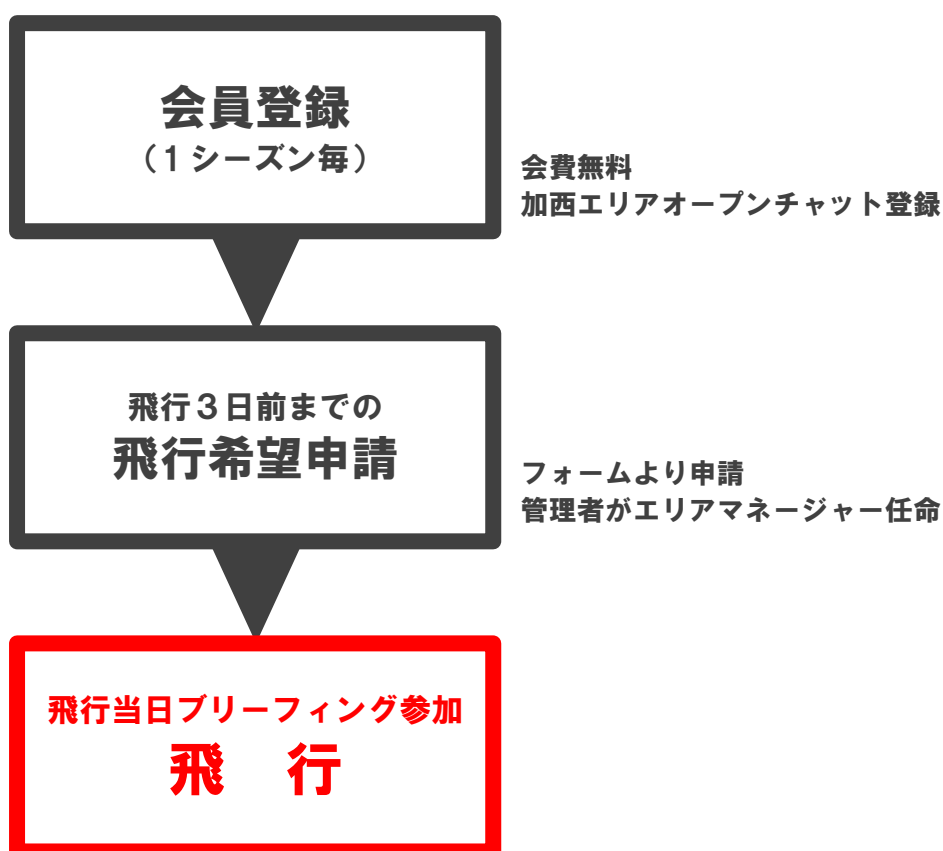 会員登録
（１シーズン毎）
会費無料
加西エリアオープンチャット登録
飛行３日前までの
飛行希望申請
フォームより申請
管理者がエリアマネージャー任命
飛行当日ブリーフィング参加
飛　行